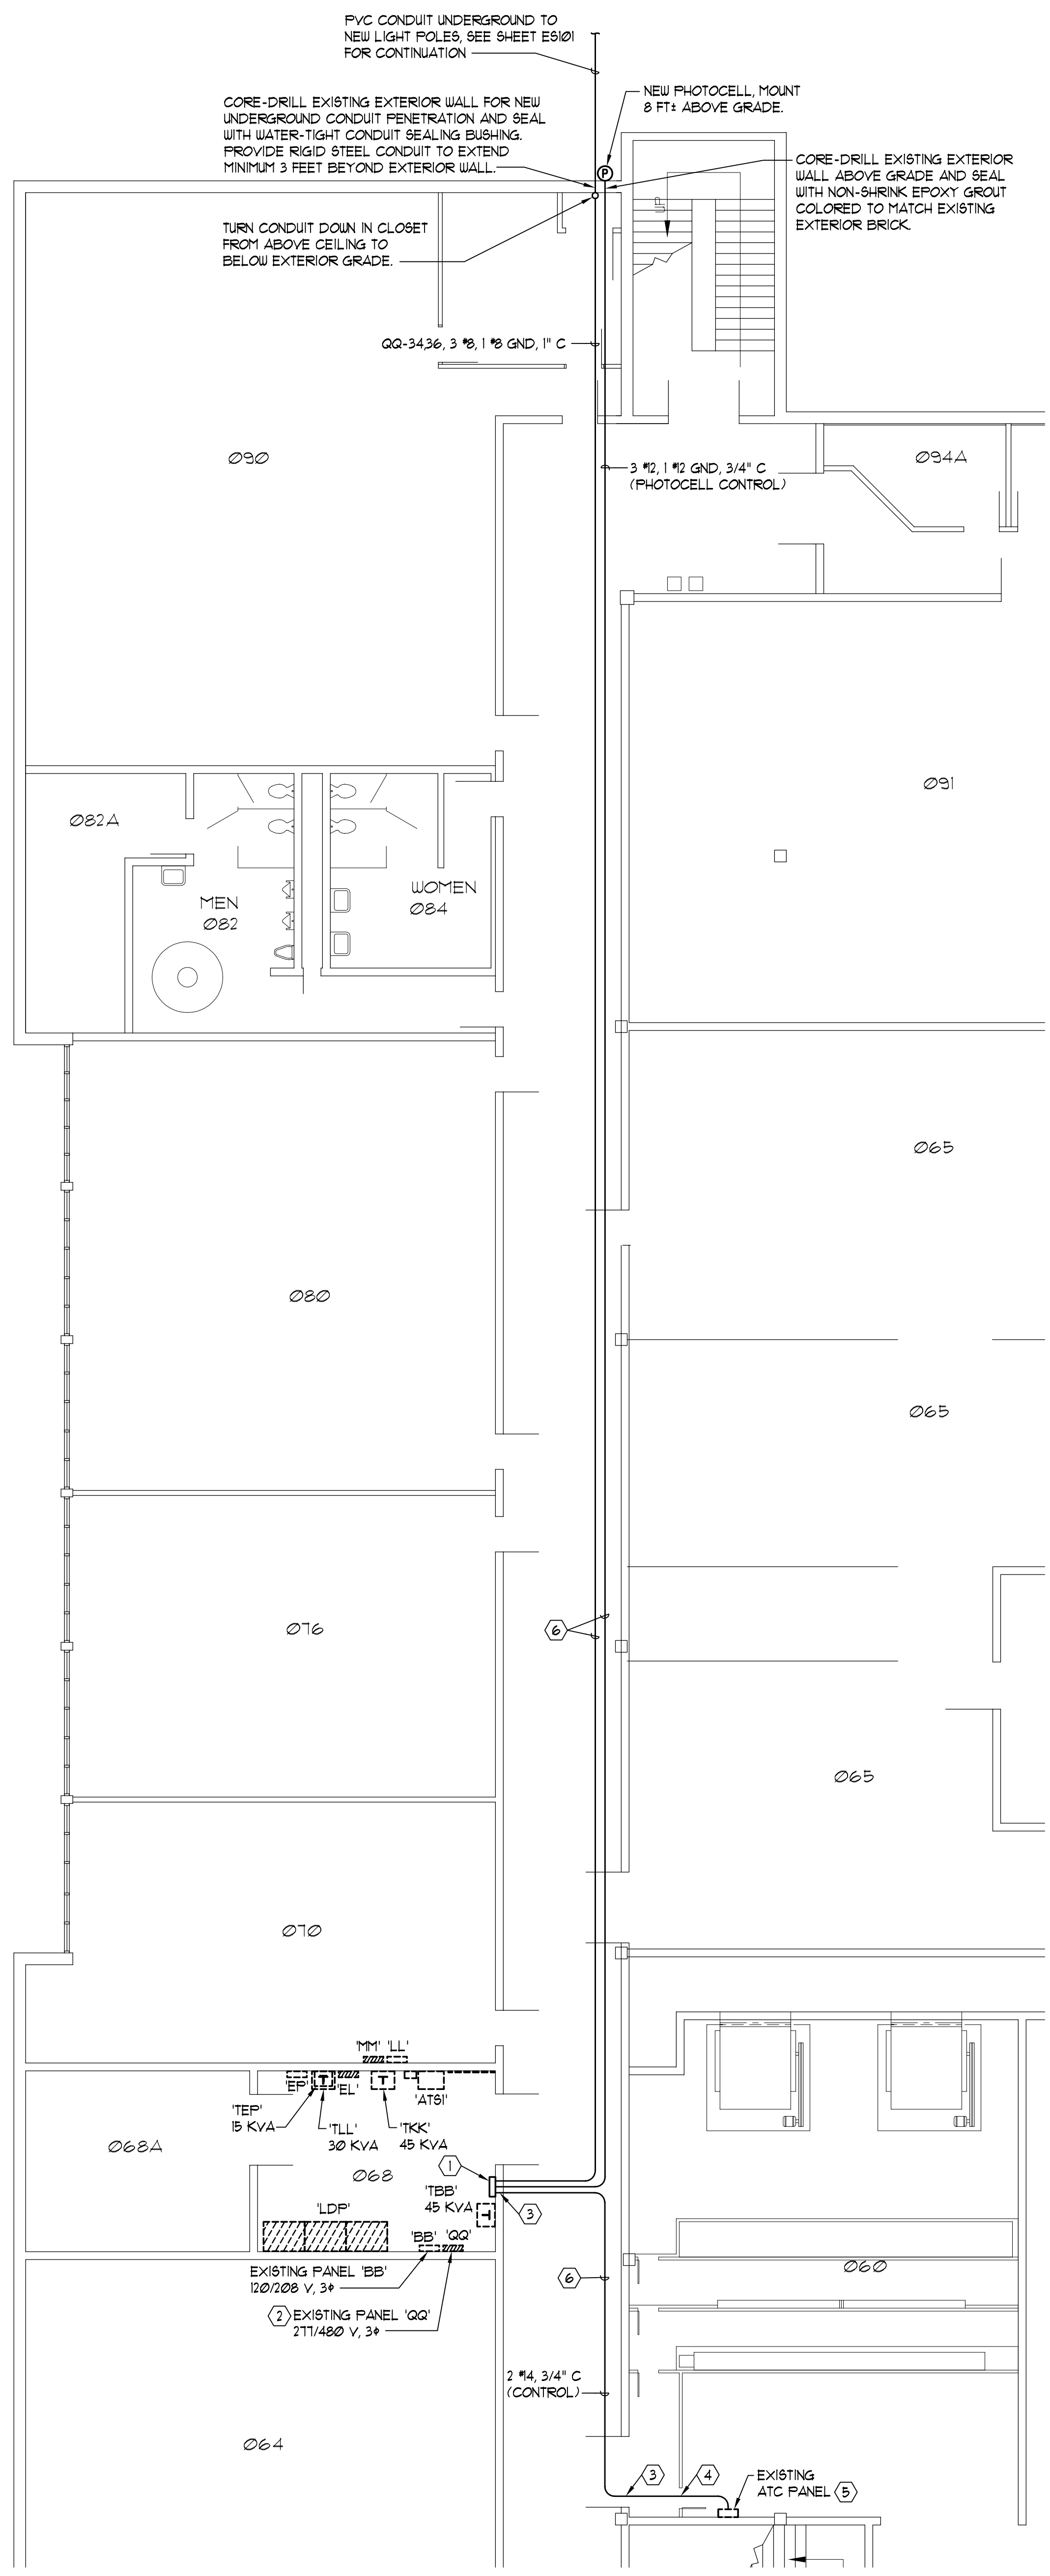 PVC CONDUIT UNDERGROUND TO
NEW LIGHT POLES, SEE SHEET ES101
FOR CONTINUATION
NEW PHOTOCELL, MOUNT
8 FT± ABOVE GRADE.
CORE-DRILL EXISTING EXTERIOR WALL FOR NEW
UNDERGROUND CONDUIT PENETRATION AND SEAL
WITH WATER-TIGHT CONDUIT SEALING BUSHING.
PROVIDE RIGID STEEL CONDUIT TO EXTEND
MINIMUM 3 FEET BEYOND EXTERIOR WALL.
P
CORE-DRILL EXISTING EXTERIOR
WALL ABOVE GRADE AND SEAL
WITH NON-SHRINK EPOXY GROUT
COLORED TO MATCH EXISTING
EXTERIOR BRICK.
UP
TURN CONDUIT DOWN IN CLOSET
FROM ABOVE CEILING TO
BELOW EXTERIOR GRADE.
QQ-34,36, 3 #8, 1 #8 GND, 1" C
090
094A
3 #12, 1 #12 GND, 3/4" C
(PHOTOCELL CONTROL)
091
082A
MEN
082
WOMEN
084
065
080
065
076
6
065
070
'MM' 'LL'
'EP'
'EL'
'ATS1'
'TEP'
15 KVA
'TLL'
30 KVA
'TKK'
45 KVA
068A
068
1
'TBB'
45 KVA
3
'LDP'
'BB' 'QQ'
EXISTING PANEL 'BB'
120/208 V, 3ϕ
6
060
2 EXISTING PANEL 'QQ'
277/480 V, 3ϕ
2 #14, 3/4" C
(CONTROL)
064
3
4
EXISTING
ATC PANEL 5